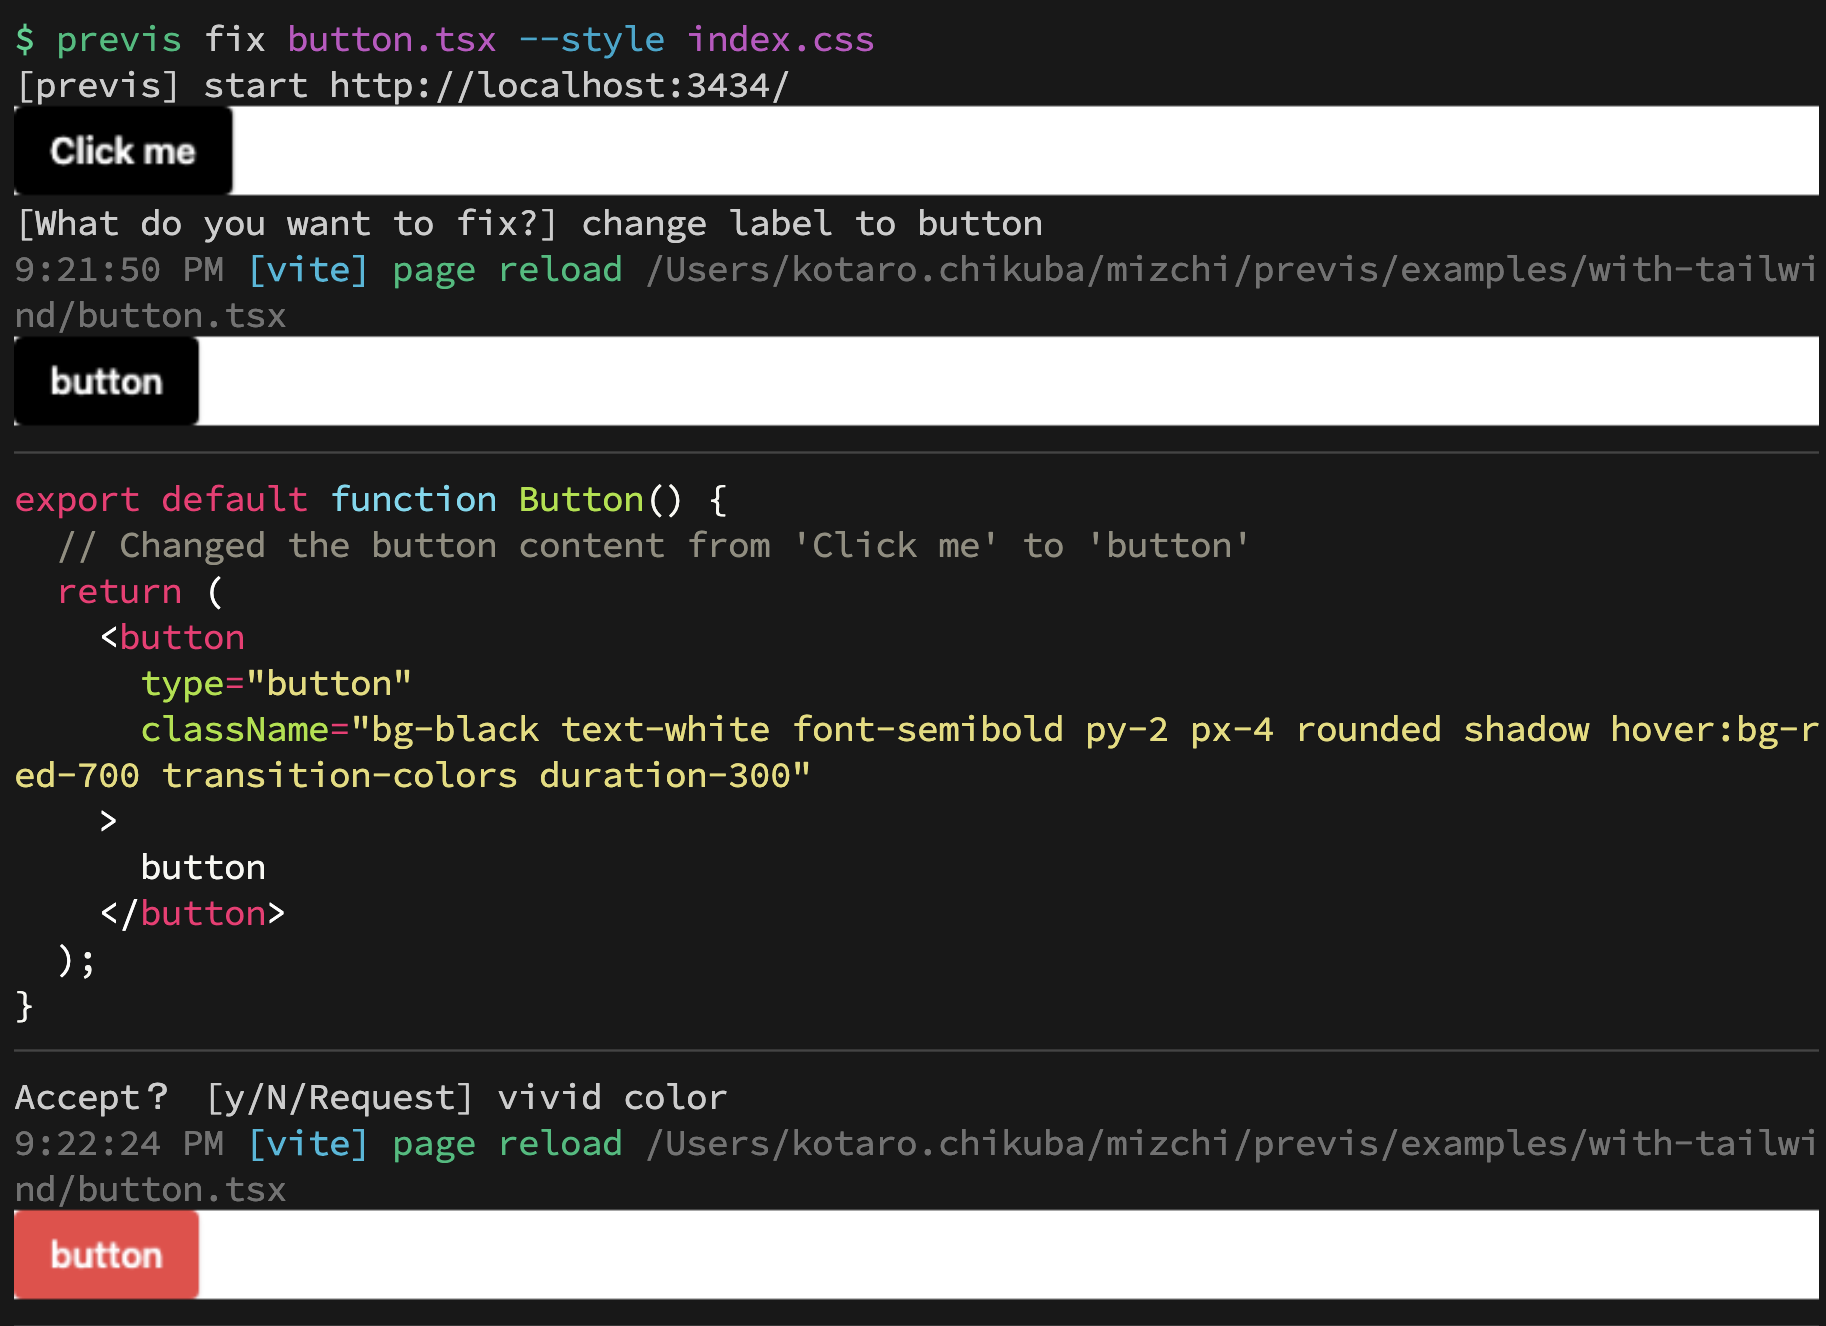 $ previs fix button.tsx --style index.css
[previs] start http://localhost:3434/
Click me
[What do you want to fix?] change label to button
9:21:50 PM [vite] page reload /Users/kotaro.chikuba/mizchi/previs/examples/with-tailwi
nd/button.tsx
button
export default function Button() {
  // Changed the button content from 'Click me' to 'button'
  return (
    <button
      type="button"
      className="bg-black text-white font-semibold py-2 px-4 rounded shadow hover:bg-r
ed-700 transition-colors duration-300"
    >
      button
    </button>
  );
}
Accept？ [y/N/Request] vivid color
9:22:24 PM [vite] page reload /Users/kotaro.chikuba/mizchi/previs/examples/with-tailwi
nd/button.tsx
button